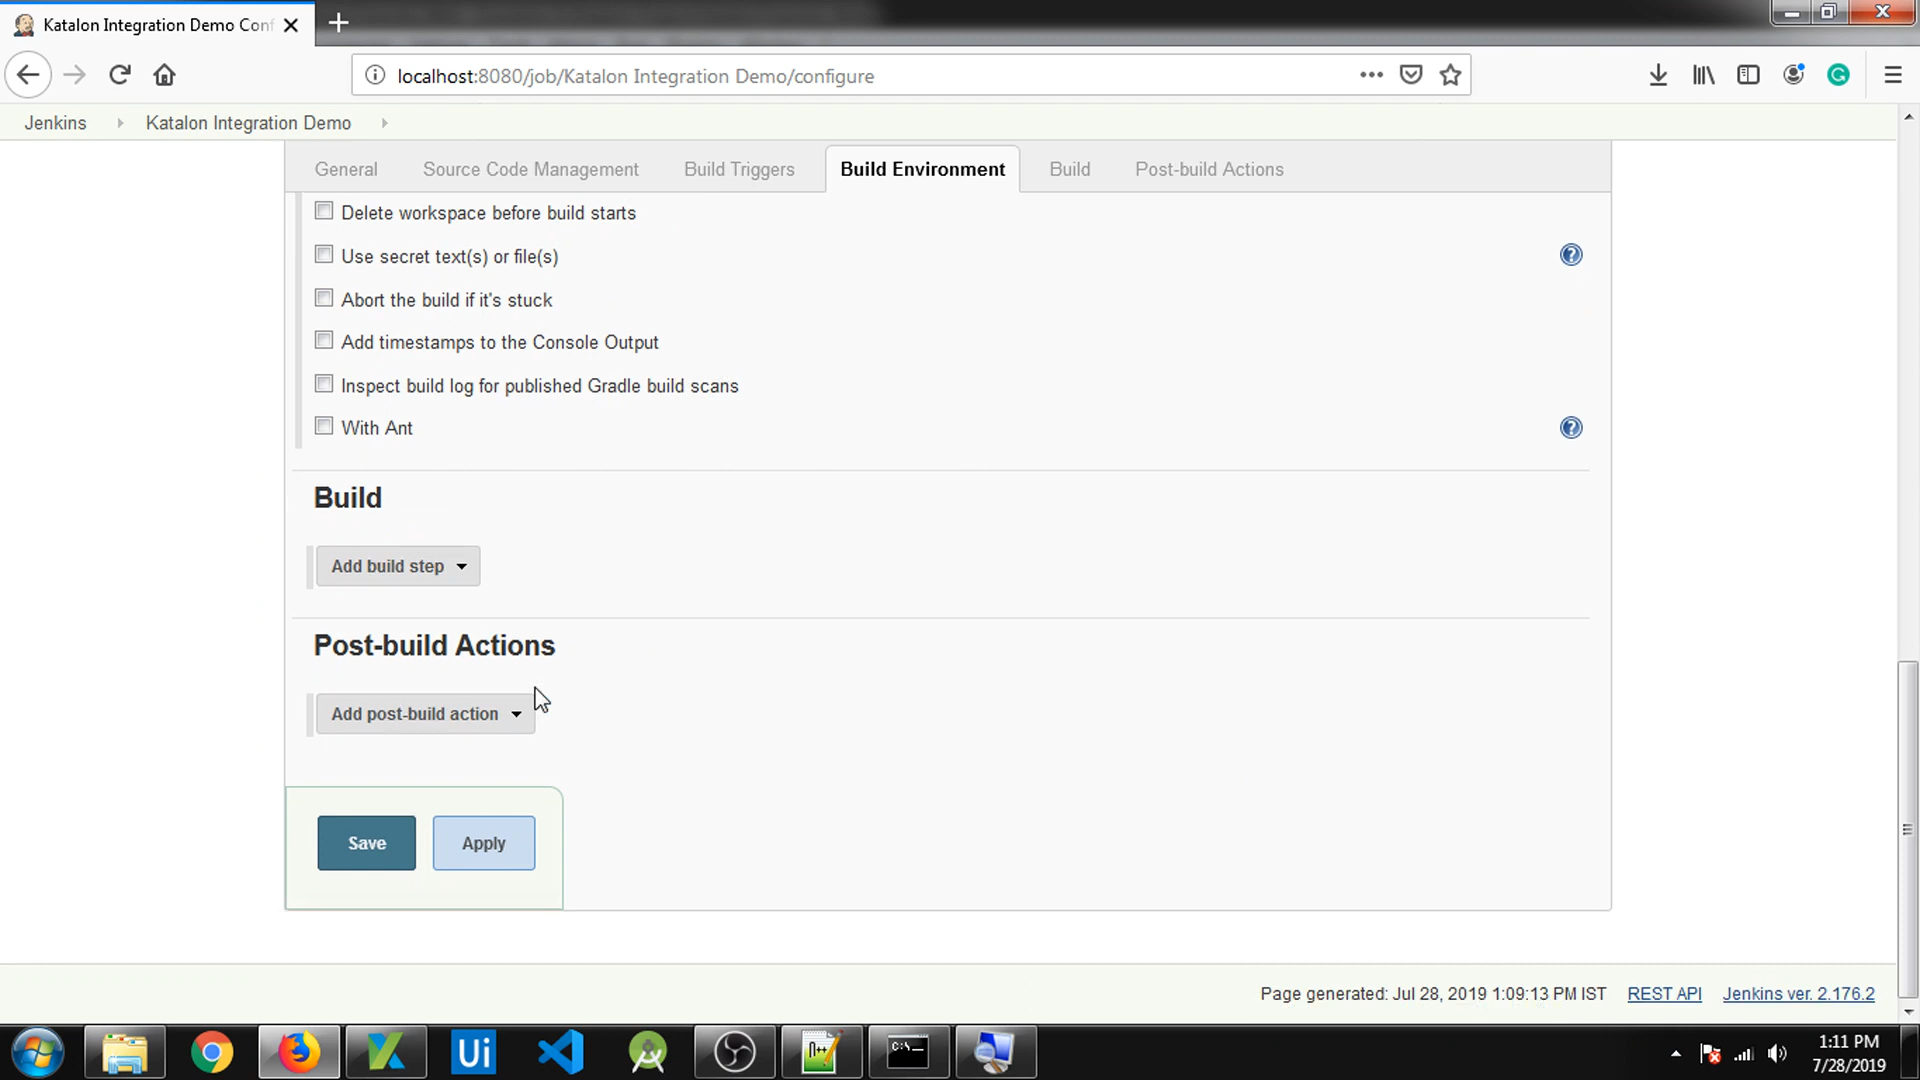 Katalon Integration Demo Conf
localhost:8080/job/Katalon Integration Demo/configure
Jenkins
Katalon Integration Demo
General
Source Code Management
Build Triggers
Build Environment
Build
Post-build Actions
Delete workspace before build starts
Use secret text(s) or file(s)
Abort the build if it's stuck
Add timestamps to the Console Output
Inspect build log for published Gradle build scans
With Ant
Build
Add build step
Post-build Actions
Add post-build action
Save
Apply
Page generated: Jul 28, 2019 1:09:13 PM IST
REST API
Jenkins ver. 2.176.2
Ui
N++
C:\_
1:11 PM
7/28/2019